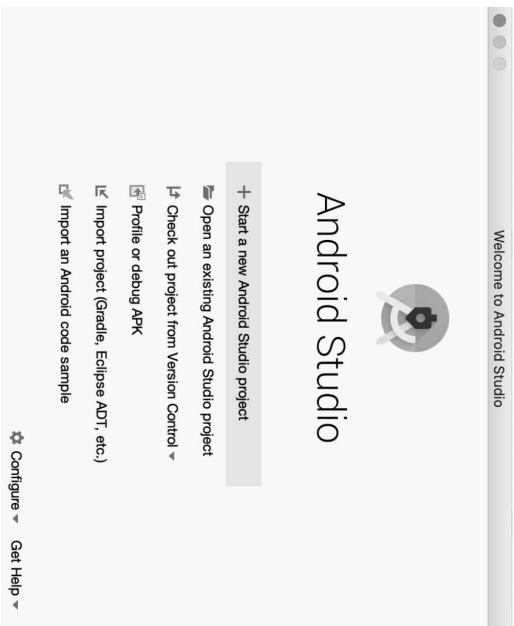 Welcome to Android Studio
Android Studio
Start a new Android Studio project
Open an existing Android Studio project
Check out project from Version Control
Profile or debug APK
Import project (Gradle, Eclipse ADT, etc.)
Import an Android code sample
Configure Get Help